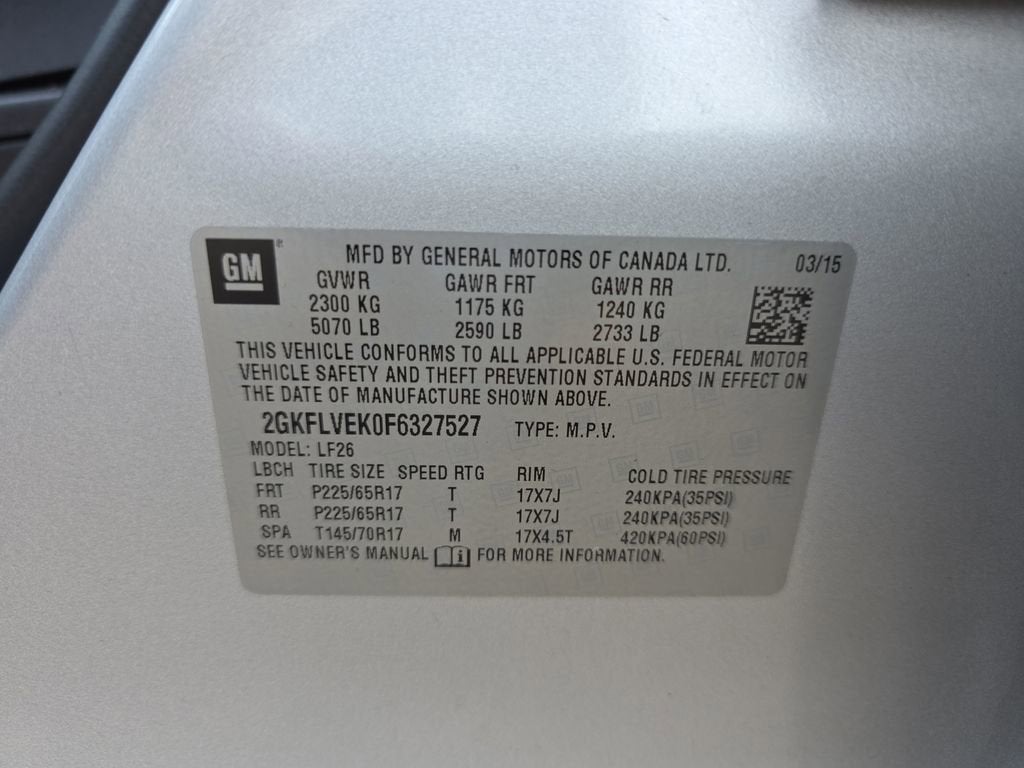 GM
MFD BY GENERAL MOTORS OF CANADA LTD. 03/15
GVWR GAWR FRT GAWR RR
2300 KG 1175 KG 1240 KG
5070 LB 2590 LB 2733 LB
THIS VEHICLE CONFORMS TO ALL APPLICABLE U.S. FEDERAL MOTOR
VEHICLE SAFETY AND THEFT PREVENTION STANDARDS IN EFFECT ON
THE DATE OF MANUFACTURE SHOWN ABOVE.
2GKFLVEK0F6327527 TYPE: M.P.V.
MODEL: LF26
LBCH TIRE SIZE SPEED RTG RIM COLD TIRE PRESSURE
FRT P225/65R17 T 17X7J 240KPA(35PSI)
RR P225/65R17 T 17X7J 240KPA(35PSI)
SPA T145/70R17 M 17X4.5T 420KPA(60PSI)
SEE OWNER'S MANUAL FOR MORE INFORMATION.